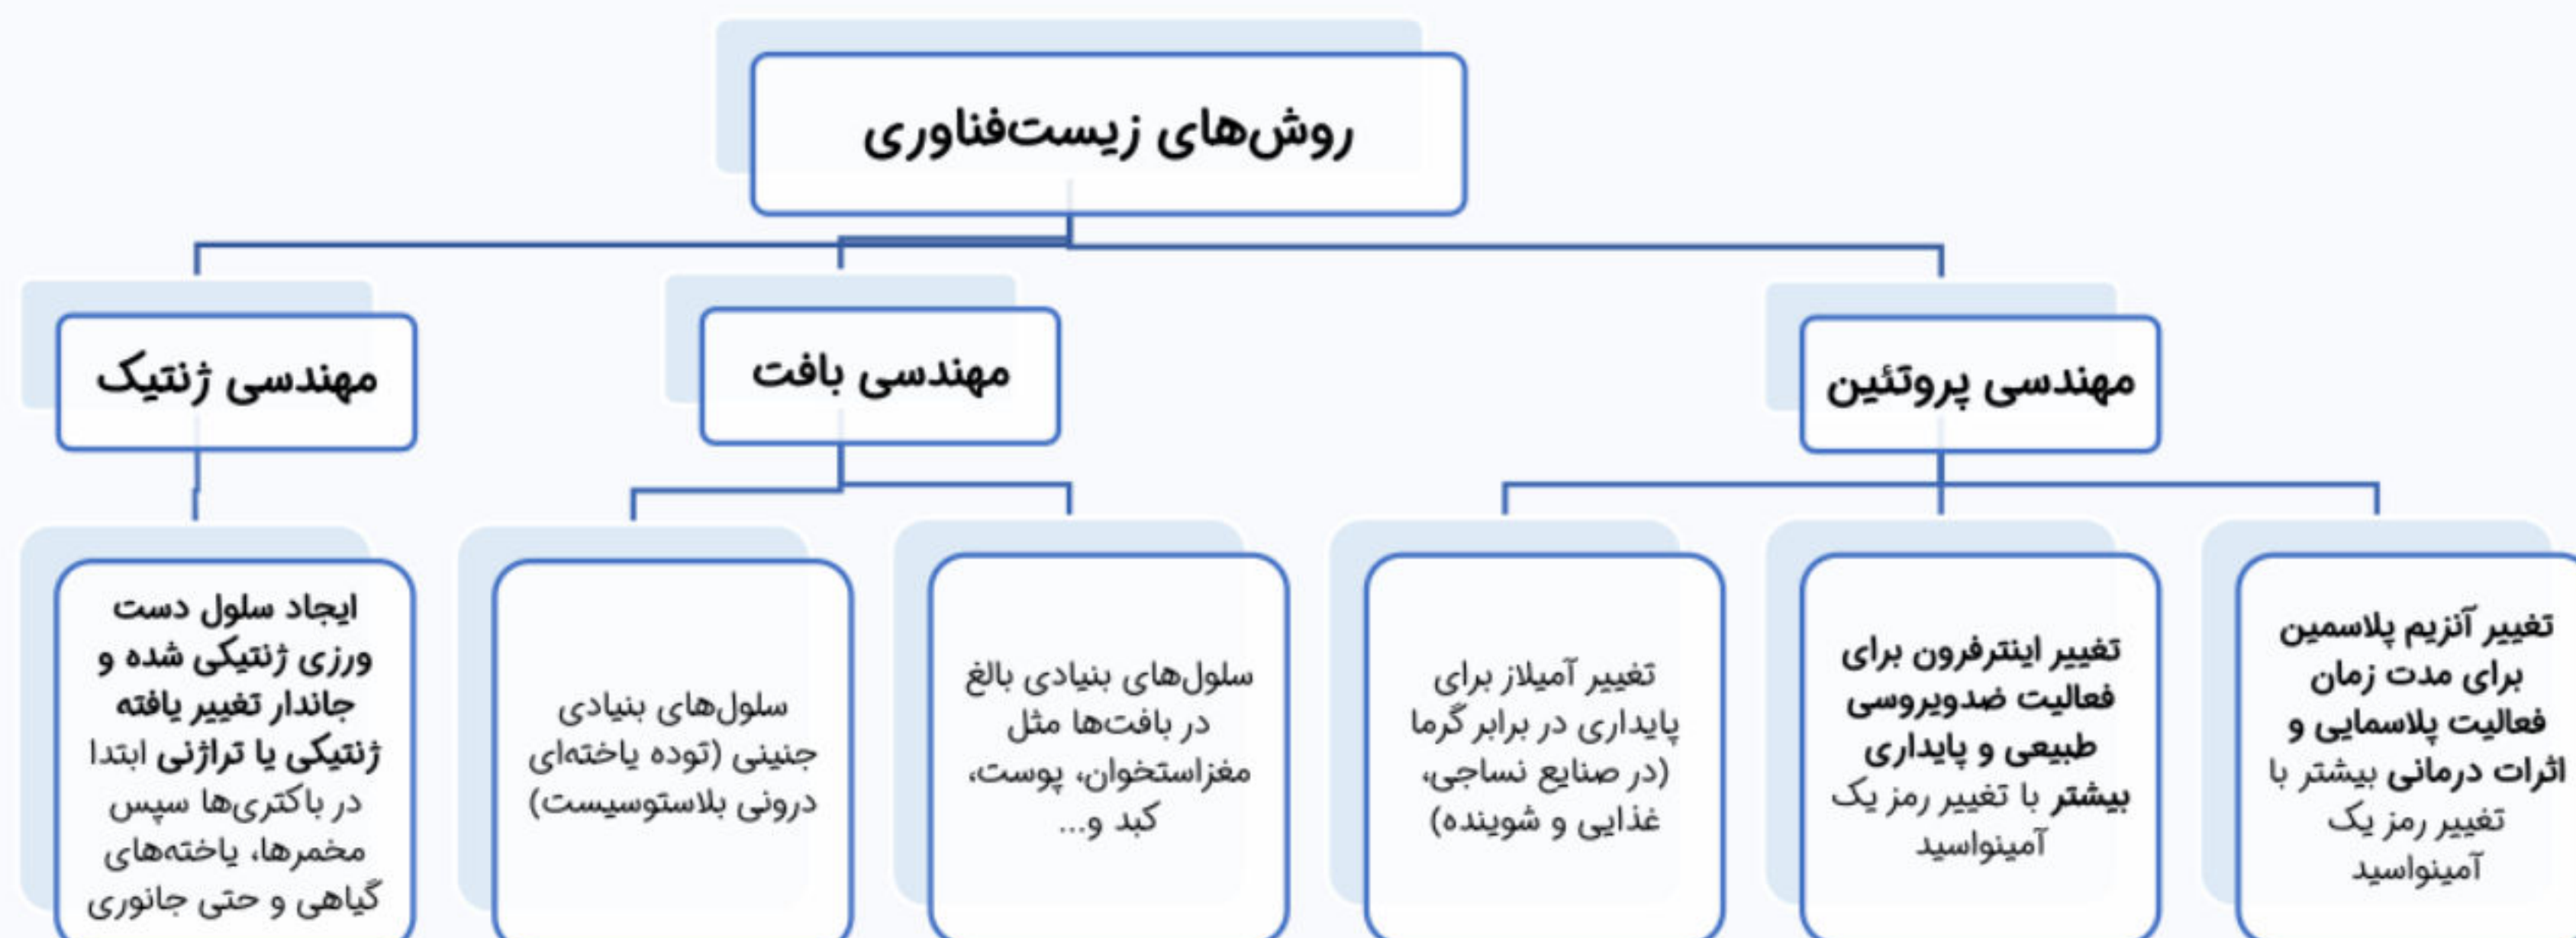 روش‌های زیست‌فناوری
مهندسی پروتئین
مهندسی بافت
مهندسی ژنتیک
تغییر آنزیم پلاسمین
برای مدت زمان
فعالیت پلاسمایی و
اثرات درمانی بیشتر با
تغییر رمز یک
آمینواسید
تغییر اینترفرون برای
فعالیت ضدویروسی
طبیعی و پایداری
بیشتر با تغییر رمز یک
آمینواسید
تغییر آمیلاز برای
پایداری در برابر گرما
(در صنایع نساجی،
غذایی و شوینده)
سلول‌های بنیادی بالغ
در بافت‌ها مثل
مغزاستخوان، پوست،
کبد و...
سلول‌های بنیادی
جنینی (توده یاخته‌ای
درونی بلاستوسیست)
ایجاد سلول دست
ورزی ژنتیکی شده و
جاندار تغییر یافته
ژنتیکی یا تراژنی ابتدا
در باکتری‌ها سپس
مخمرها، یاخته‌های
گیاهی و حتی جانوری